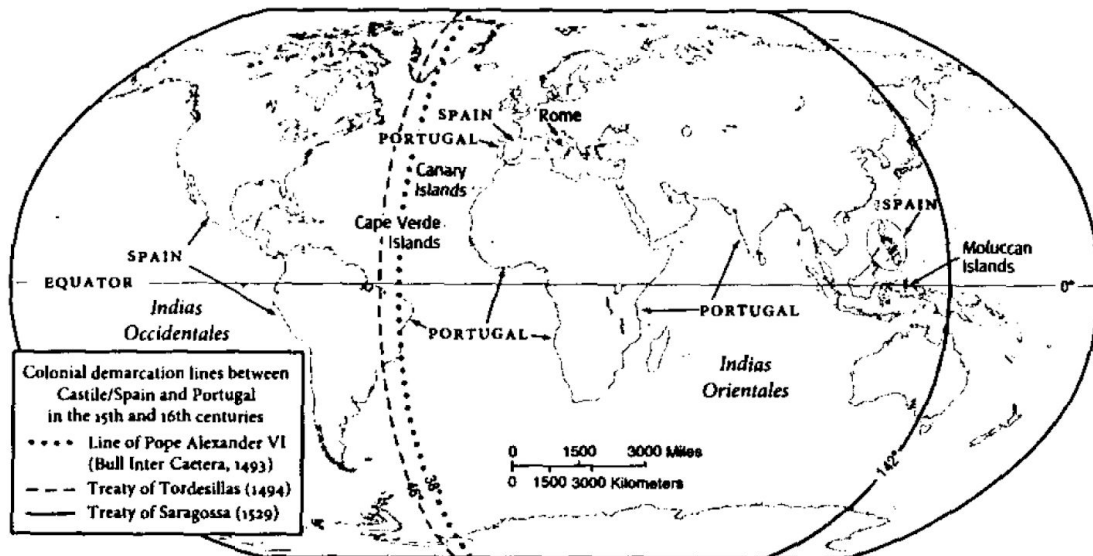 SPAIN
Rome
PORTUGAL
Canary
Islands
SPAIN
Cape Verde
Islands
Moluccan
Islands
SPAIN
EQUATOR
0°
Indias
Occidentales
PORTUGAL
PORTUGAL
Indias
Orientales
Colonial demarcation lines between
Castile/Spain and Portugal
in the 15th and 16th centuries
Line of Pope Alexander VI
(Bull Inter Caetera, 1493)
Treaty of Tordesillas (1494)
Treaty of Saragossa (1529)
0 1500 3000 Miles
0 1500 3000 Kilometers
46°
38°
142°